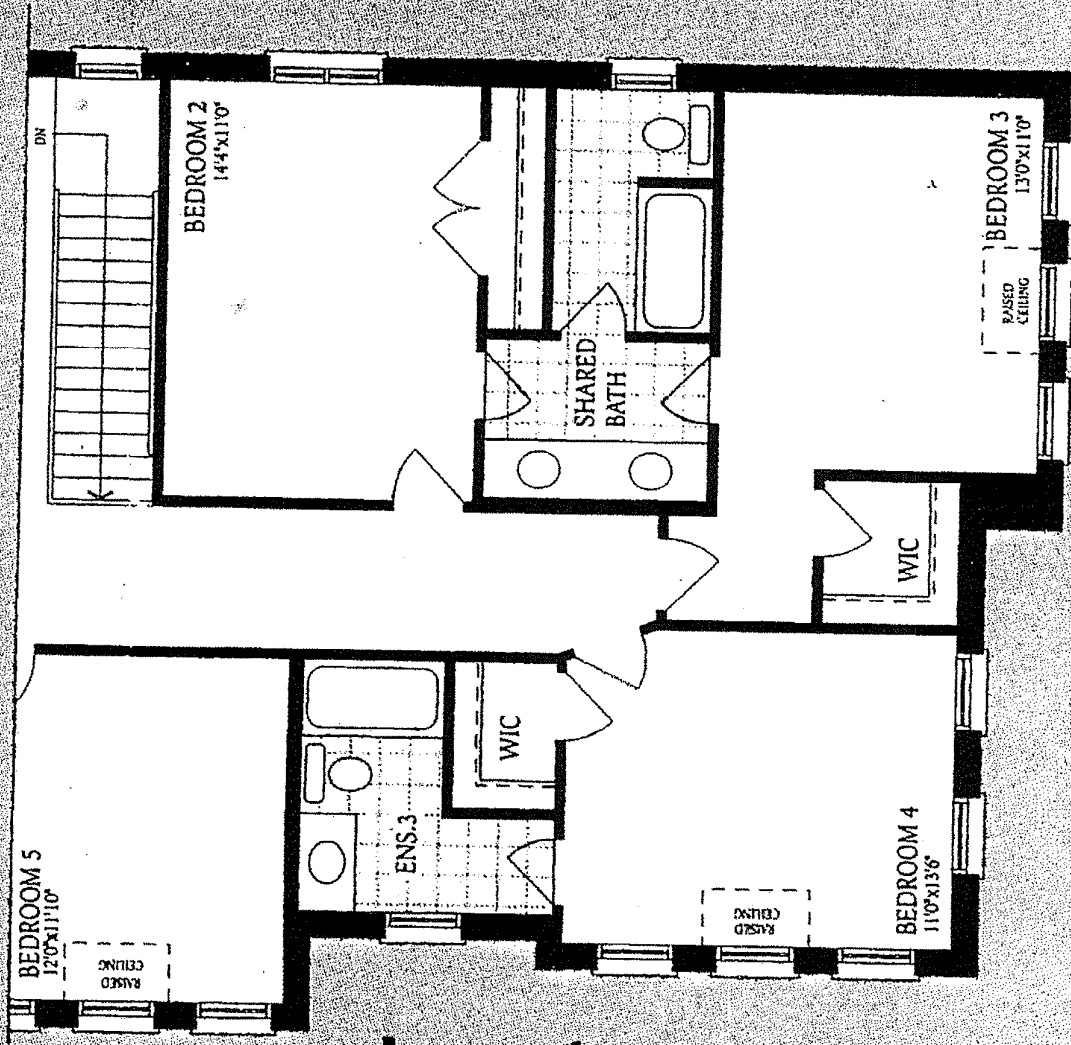 DN
BEDROOM 2
14'4"x11'0"
BEDROOM 3
13'0"x11'0"
RAISED
CEILING
SHARED
BATH
WIC
WIC
ENS.3
BEDROOM 5
12'0"x11'10"
RAISED
CEILING
BEDROOM 4
11'0"x13'6"
RAISED
CEILING